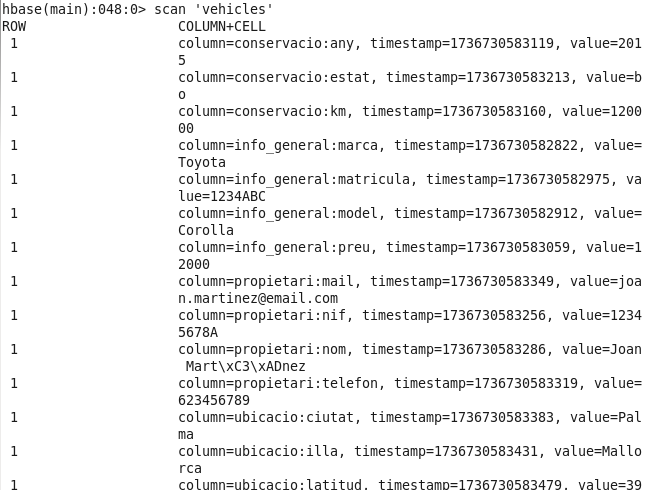 hbase(main):048:0> scan 'vehicles'
ROW COLUMN+CELL
1 column=conservacio:any, timestamp=1736730583119, value=201
5
1 column=conservacio:estat, timestamp=1736730583213, value=b
o
1 column=conservacio:km, timestamp=1736730583160, value=1200
00
1 column=info_general:marca, timestamp=1736730582822, value=
Toyota
1 column=info_general:matricula, timestamp=1736730582975, va
lue=1234ABC
1 column=info_general:model, timestamp=1736730582912, value=
Corolla
1 column=info_general:preu, timestamp=1736730583059, value=1
2000
1 column=propietari:mail, timestamp=1736730583349, value=joa
n.martinez@email.com
1 column=propietari:nif, timestamp=1736730583256, value=1234
5678A
1 column=propietari:nom, timestamp=1736730583286, value=Joan
Mart\xC3\xADnez
1 column=propietari:telefon, timestamp=1736730583319, value=
623456789
1 column=ubicacio:ciutat, timestamp=1736730583383, value=Pal
ma
1 column=ubicacio:illa, timestamp=1736730583431, value=Mallo
rca
1 column=ubicacio:latitud, timestamp=1736730583479, value=39